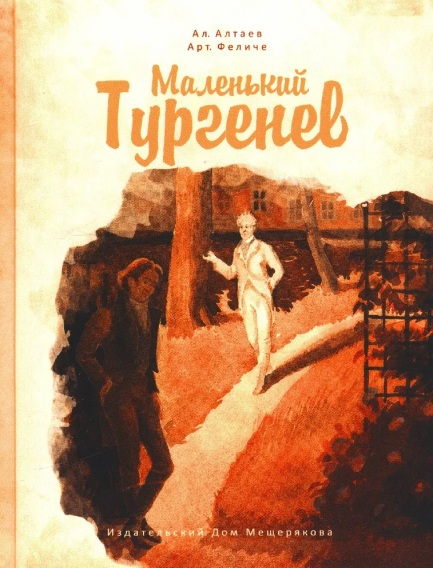 Ал. Алтаев
Арт. Феличе
Маленький
Тургенев
Издательский Дом Мещерякова